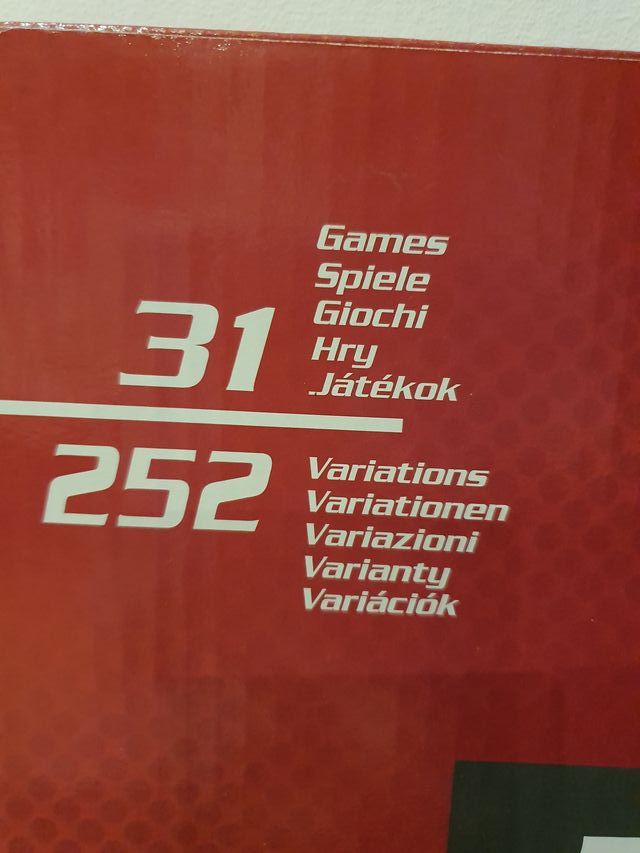 31
Games
Spiele
Giochi
Hry
Játékok
252
Variations
Variationen
Variazioni
Varianty
Variációk